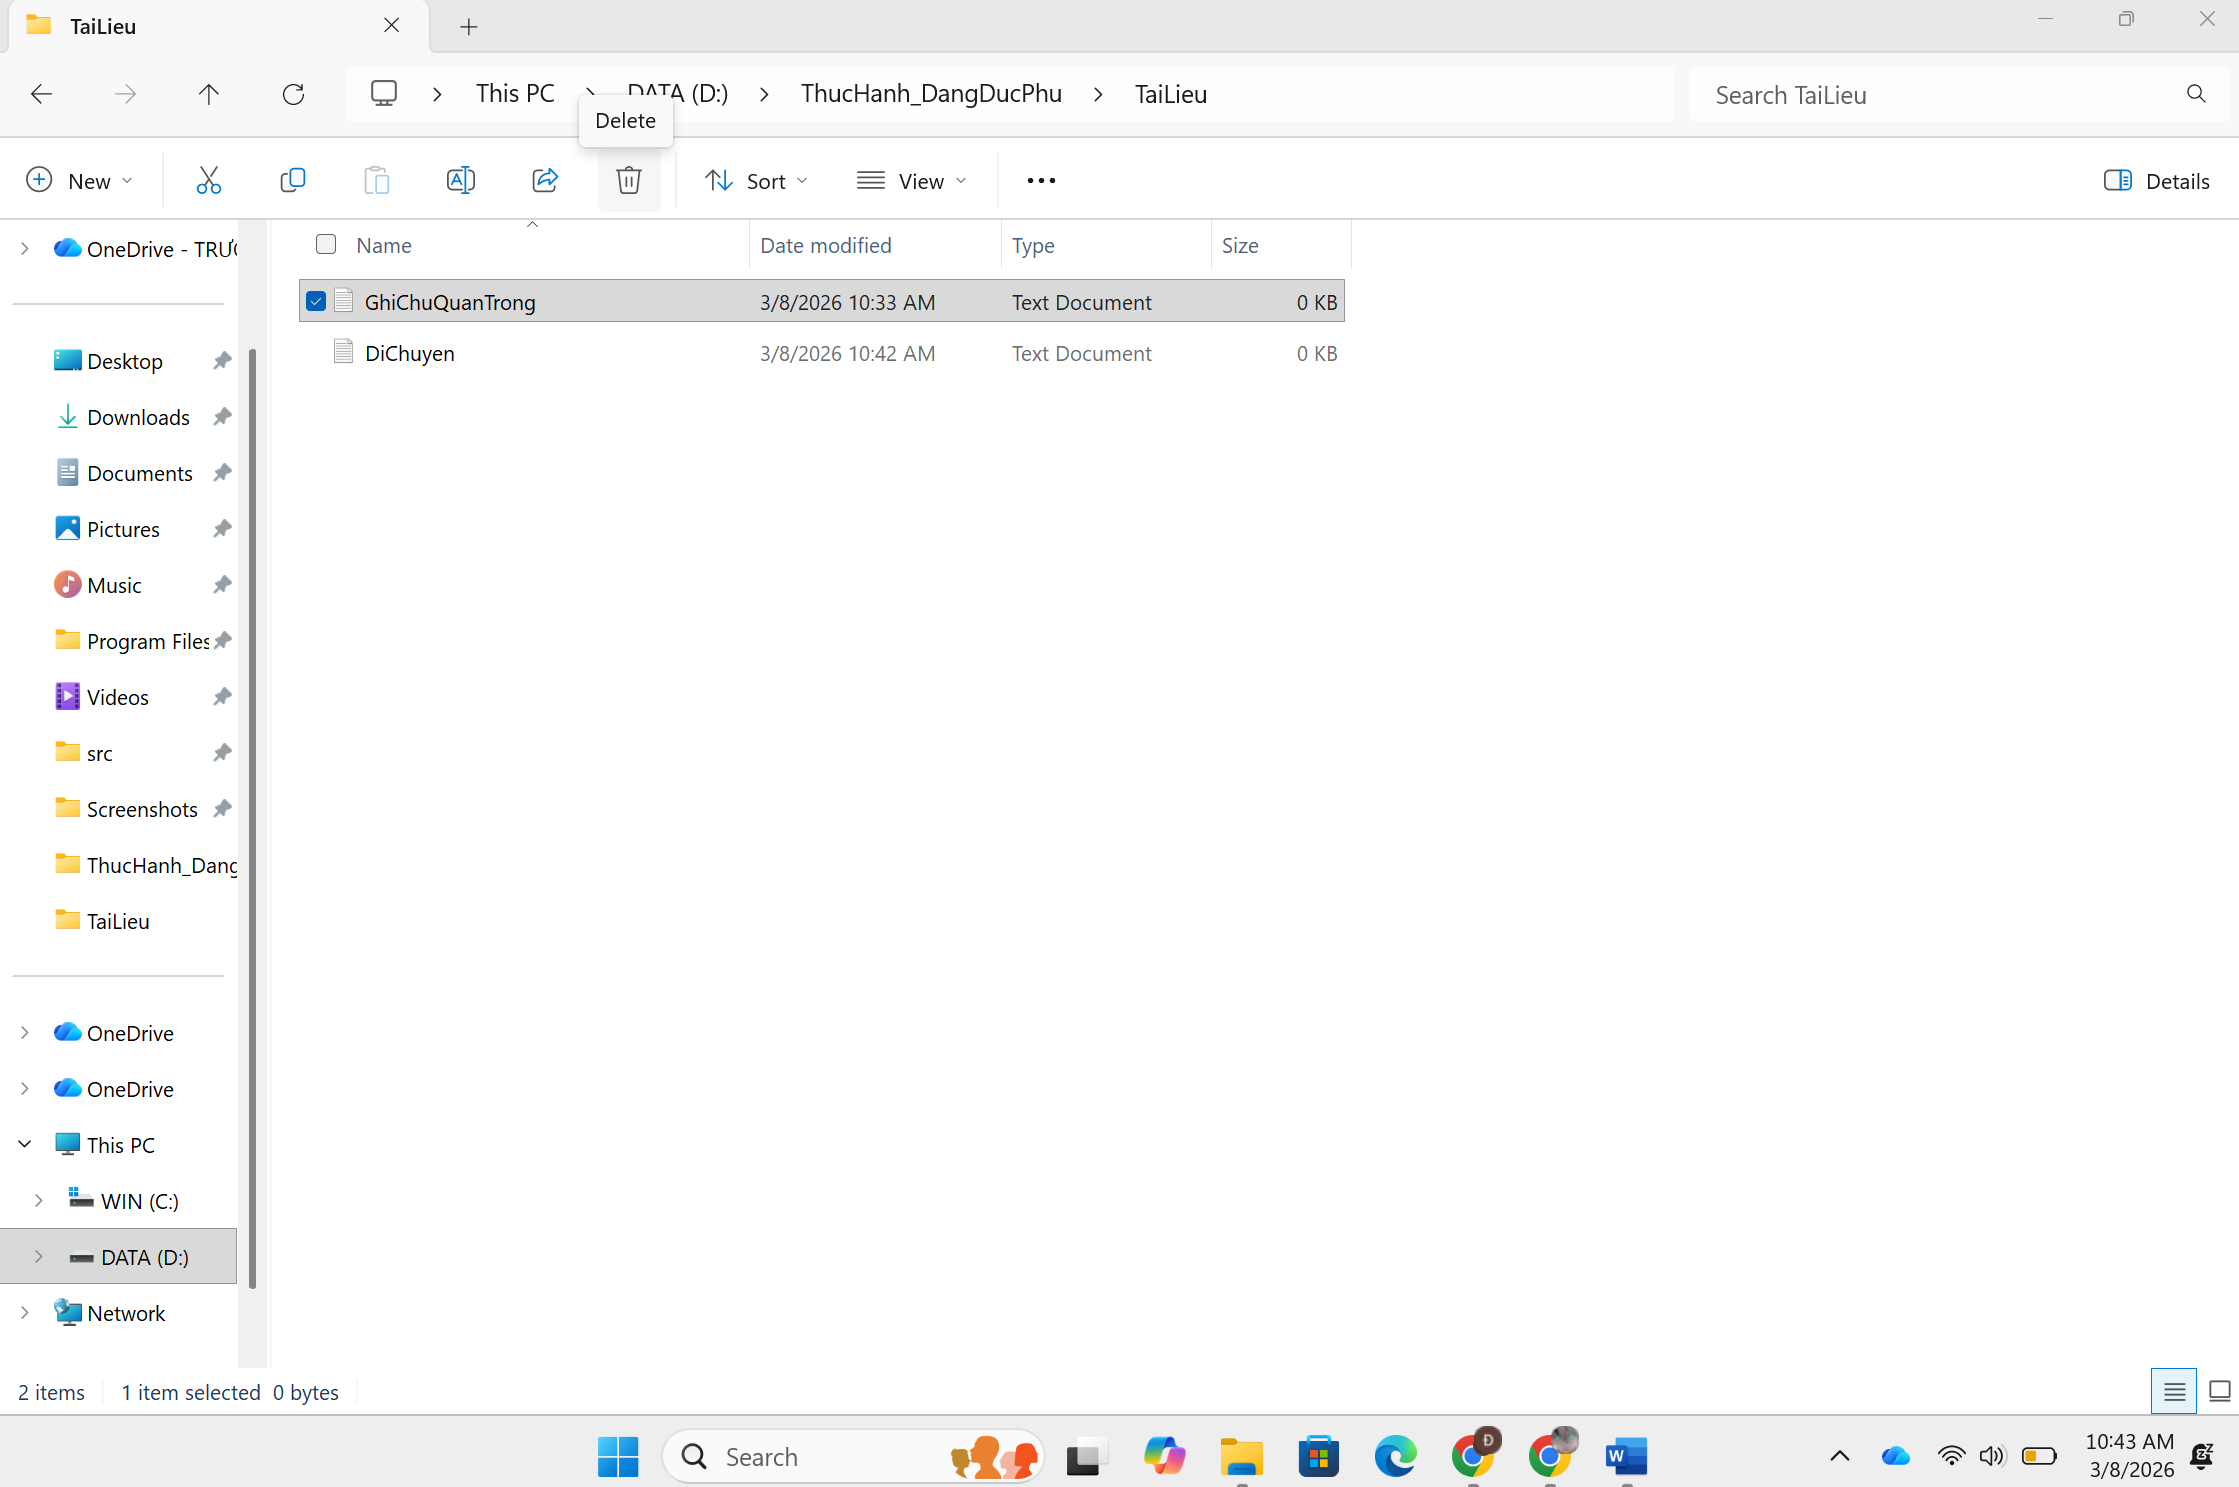 TaiLieu
This PC
DATA (D:)
ThucHanh_DangDucPhu
TaiLieu
Search TaiLieu
Delete
New
Sort
View
Details
Name
Date modified
Type
Size
GhiChuQuanTrong 3/8/2026 10:33 AM Text Document 0 KB
DiChuyen 3/8/2026 10:42 AM Text Document 0 KB
OneDrive - TRƯỜ
Desktop
Downloads
Documents
Pictures
Music
Program Files
Videos
src
Screenshots
ThucHanh_Dang
TaiLieu
OneDrive
OneDrive
This PC
WIN (C:)
DATA (D:)
Network
2 items 1 item selected 0 bytes
Search
Đ
10:43 AM
3/8/2026